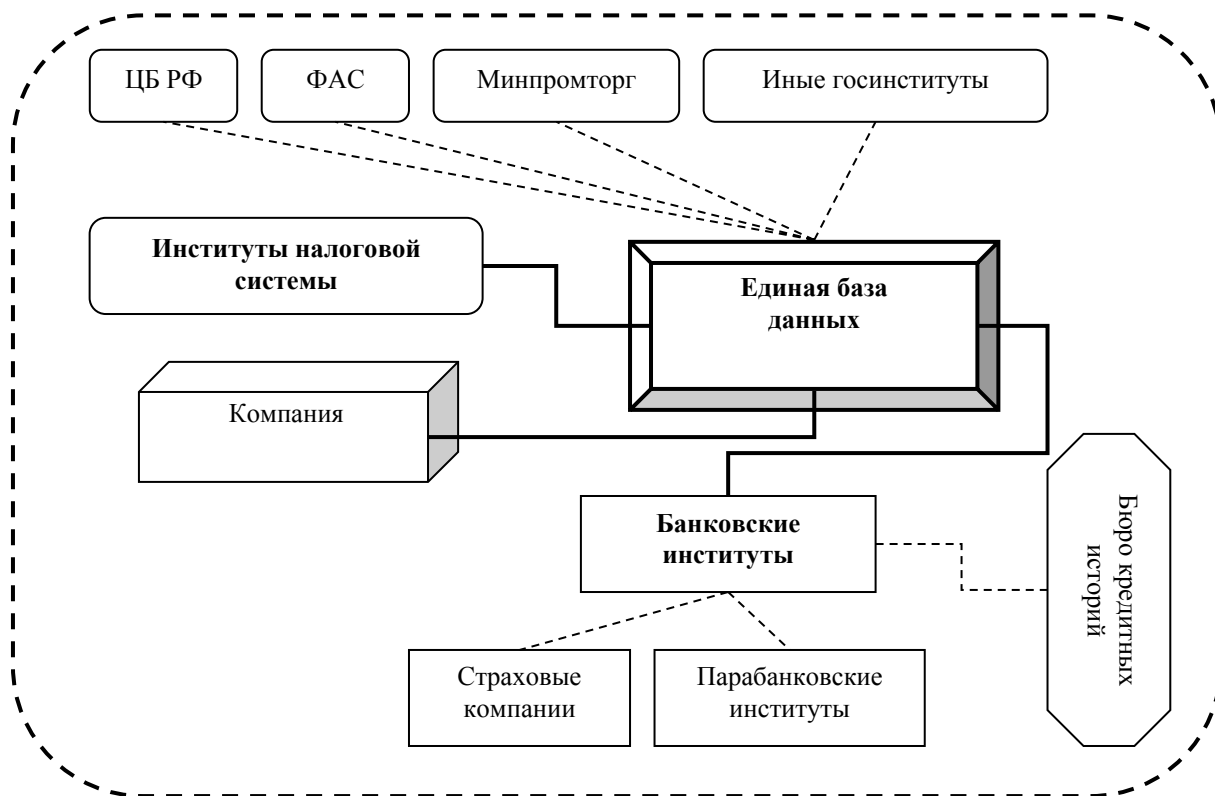 ЦБ РФ
ФАС
Минпромторг
Иные госинституты
Институты налоговой
системы
Единая база
данных
Компания
Банковские
институты
Бюро кредитных
историй
Страховые
компании
Парабанковские
институты